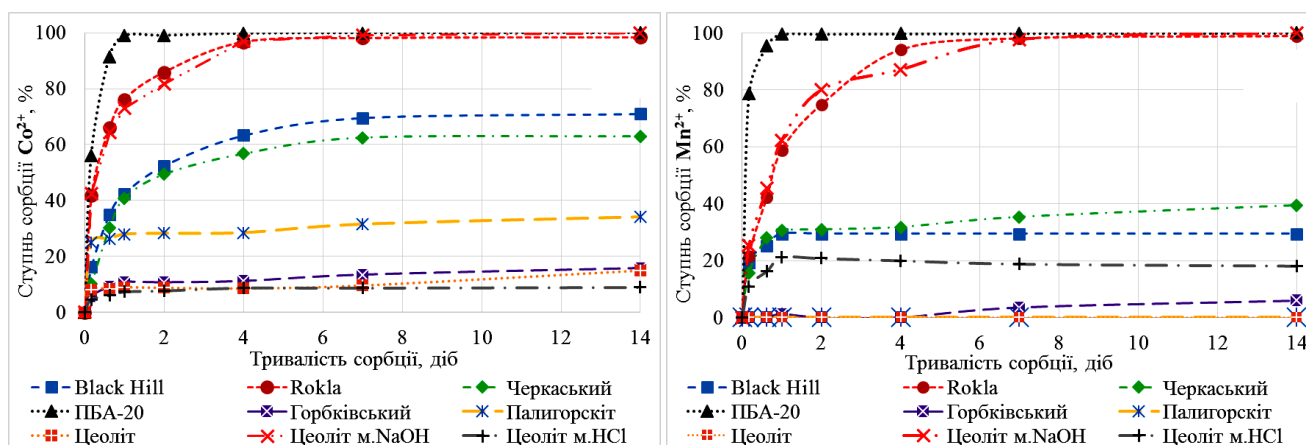 Ступнь сорбції Co²⁺, %
100
80
60
40
20
0
0 2 4 6 8 10 12 14
Тривалість сорбції, діб
Black Hill Rokla Черкаський
ПБА-20 Горбківський Палигорскіт
Цеоліт Цеоліт м.NaOH Цеоліт м.HCl
Ступнь сорбції Mn²⁺, %
100
80
60
40
20
0
0 2 4 6 8 10 12 14
Тривалість сорбції, діб
Black Hill Rokla Черкаський
ПБА-20 Горбківський Палигорскіт
Цеоліт Цеоліт м.NaOH Цеоліт м.HCl